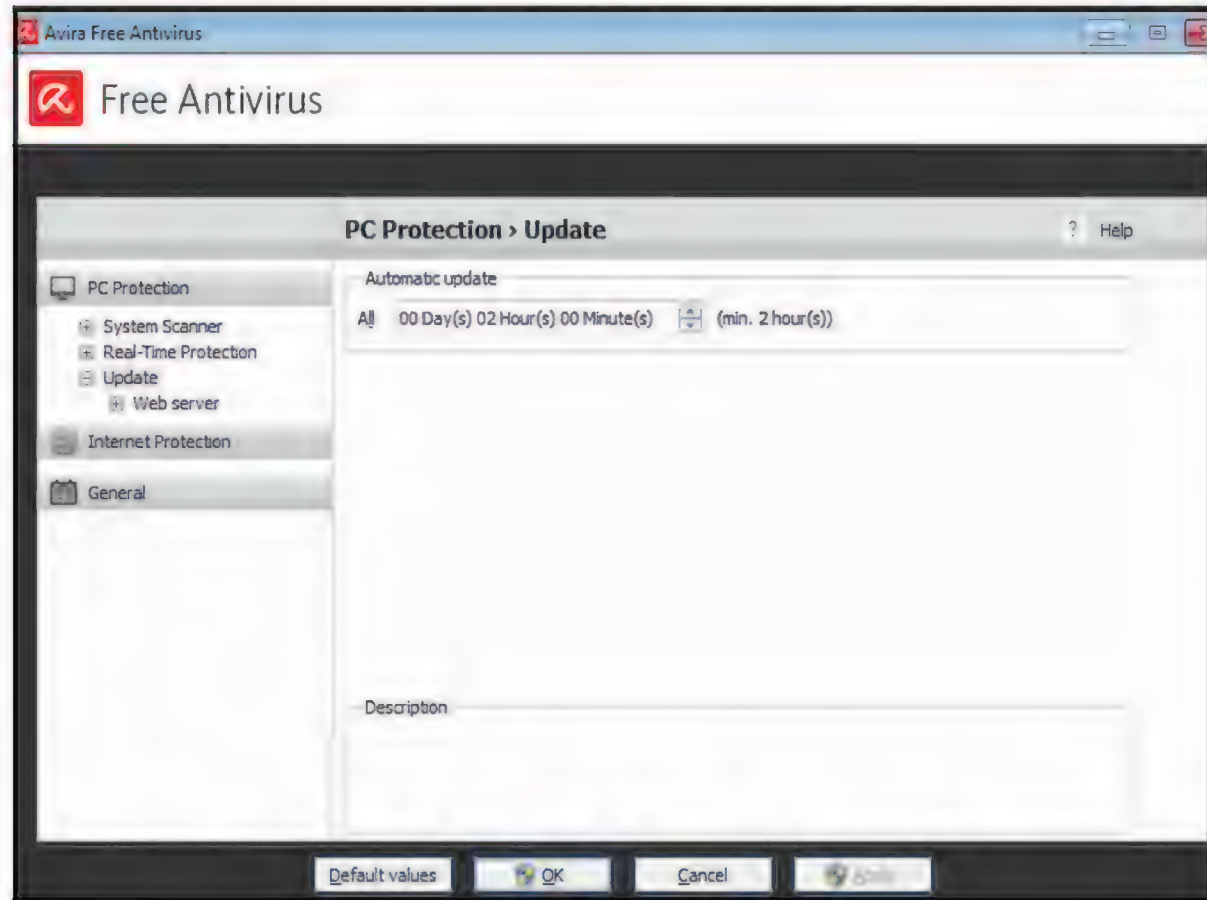 Avira Free Antivirus
Free Antivirus
PC Protection › Update
? Help
PC Protection
System Scanner
Real-Time Protection
Update
Web server
Internet Protection
General
Automatic update
All 00 Day(s) 02 Hour(s) 00 Minute(s) (min. 2 hour(s))
Description
Default values OK Cancel